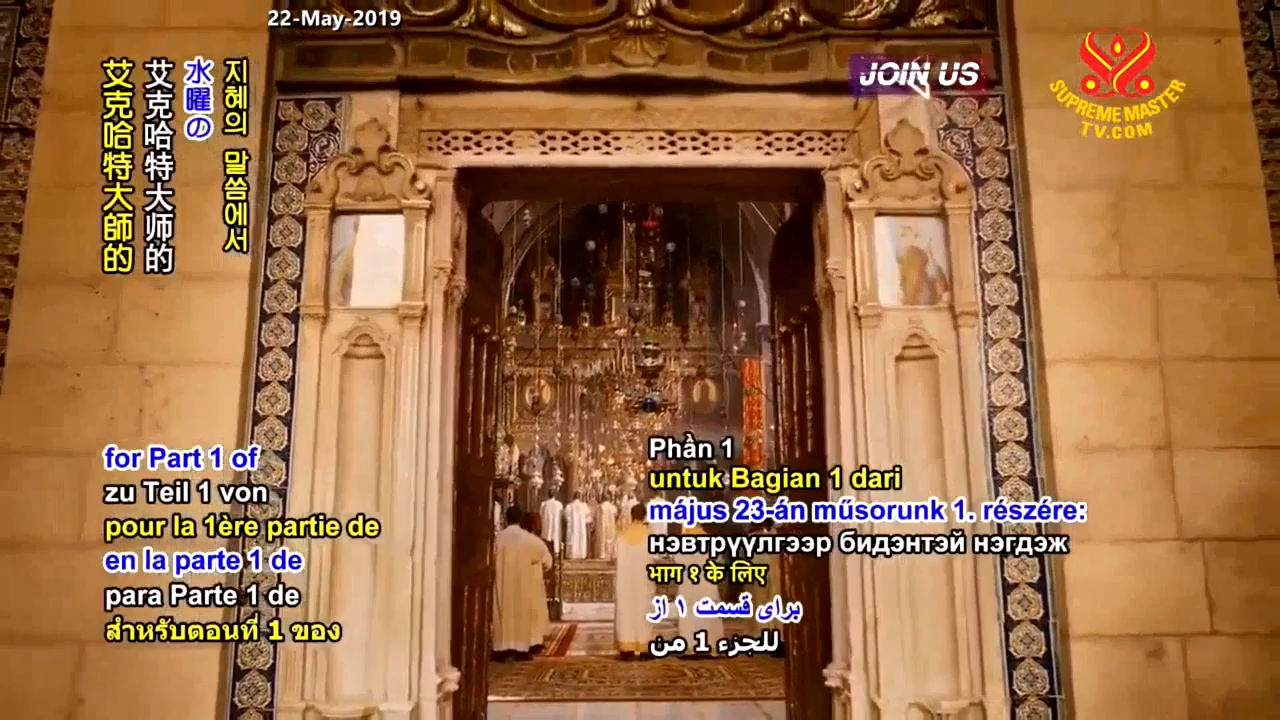 22-May-2019
JOIN US
SUPREME MASTER
TV.COM
艾克哈特大師的
艾克哈特大师的
水曜の
지혜의 말씀에서
for Part 1 of
zu Teil 1 von
pour la 1ère partie de
en la parte 1 de
para Parte 1 de
สำหรับตอนที่ 1 ของ
Phần 1
untuk Bagian 1 dari
május 23-án műsorunk 1. részére:
нэвтрүүлгээр бидэнтэй нэгдэж
भाग १ के लिए
برای قسمت ۱ از
للجزء 1 من